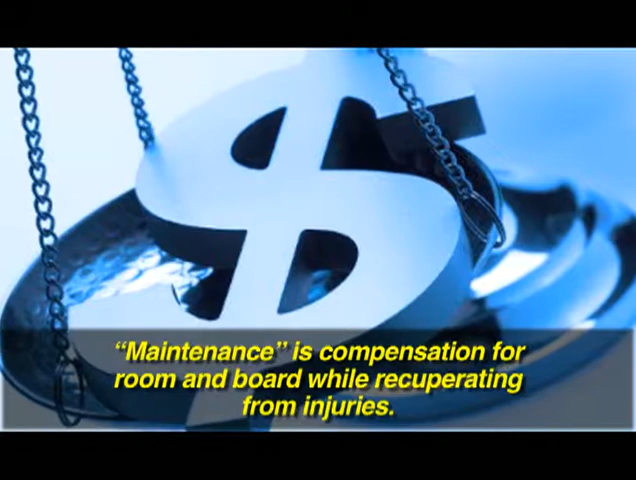 “Maintenance” is compensation for
room and board while recuperating
from injuries.